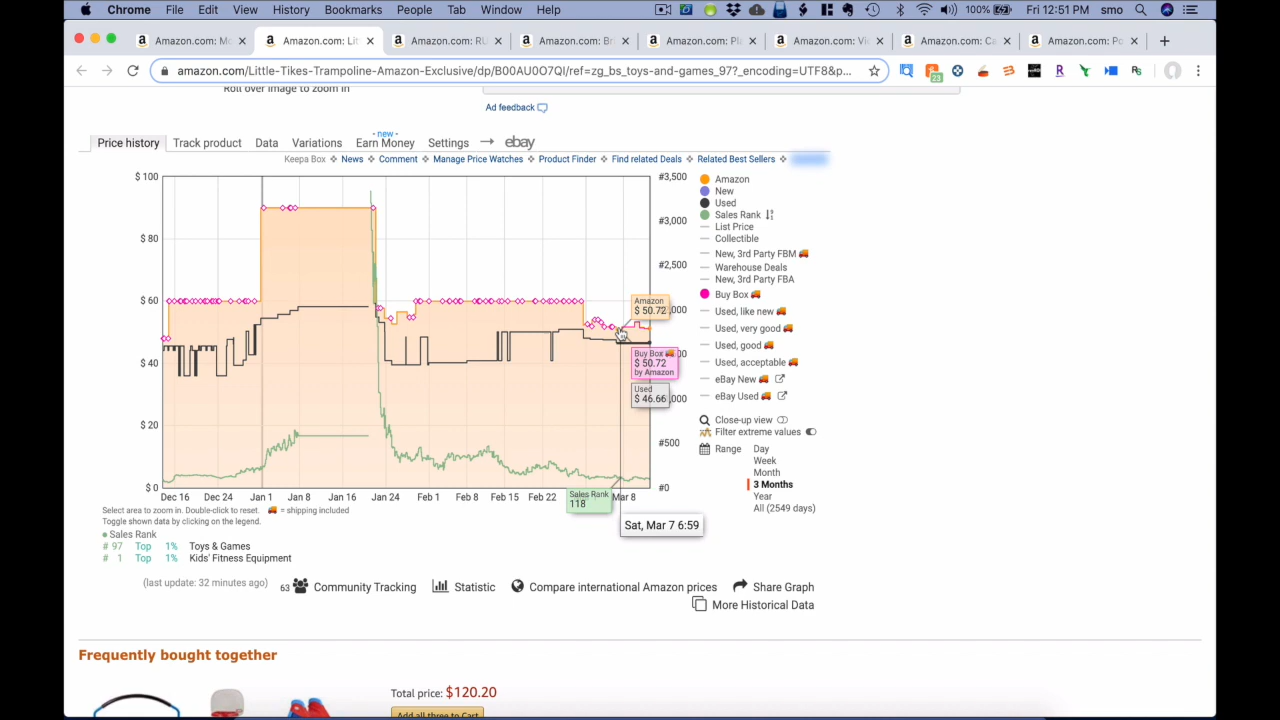 Chrome File Edit View History Bookmarks People Tab Window Help 100% Fri 12:51 PM smo
Amazon.com: Mo Amazon.com: Lit Amazon.com: RU Amazon.com: Br Amazon.com: Pla Amazon.com: Vic Amazon.com: Ca Amazon.com: Po
amazon.com/Little-Tikes-Trampoline-Amazon-Exclusive/dp/B00AU0O7QI/ref=zg_bs_toys-and-games_97?_encoding=UTF8&p... 23
Roll over image to zoom in
Ad feedback
- new -
Price history Track product Data Variations Earn Money Settings ebay
Keepa Box News Comment Manage Price Watches Product Finder Find related Deals Related Best Sellers
$ 100 #3,500
Amazon
New
Used
Sales Rank
#3,000
List Price
$ 80 Collectible
New, 3rd Party FBM
#2,500 Warehouse Deals
New, 3rd Party FBA
Buy Box
$ 60 Amazon
$ 50.72 ,000 Used, like new
Used, very good
Used, good
Buy Box
$ 40 $ 50.72 00
by Amazon Used, acceptable
eBay New
Used
$ 46.66 ,000 eBay Used
Close-up view
$ 20 Filter extreme values
#500 Range Day
Week
Month
3 Months
$ 0 #0
Dec 16 Dec 24 Jan 1 Jan 8 Jan 16 Jan 24 Feb 1 Feb 8 Feb 15 Feb 22 Mar 8 Year
Sales Rank
118
All (2549 days)
Select area to zoom in. Double-click to reset. = shipping included
Toggle shown data by clicking on the legend.
Sat, Mar 7 6:59
Sales Rank
# 97 Top 1% Toys & Games
# 1 Top 1% Kids' Fitness Equipment
(last update: 32 minutes ago) 63 Community Tracking Statistic Compare international Amazon prices Share Graph
More Historical Data
Frequently bought together
Total price: $120.20
Add all three to Cart